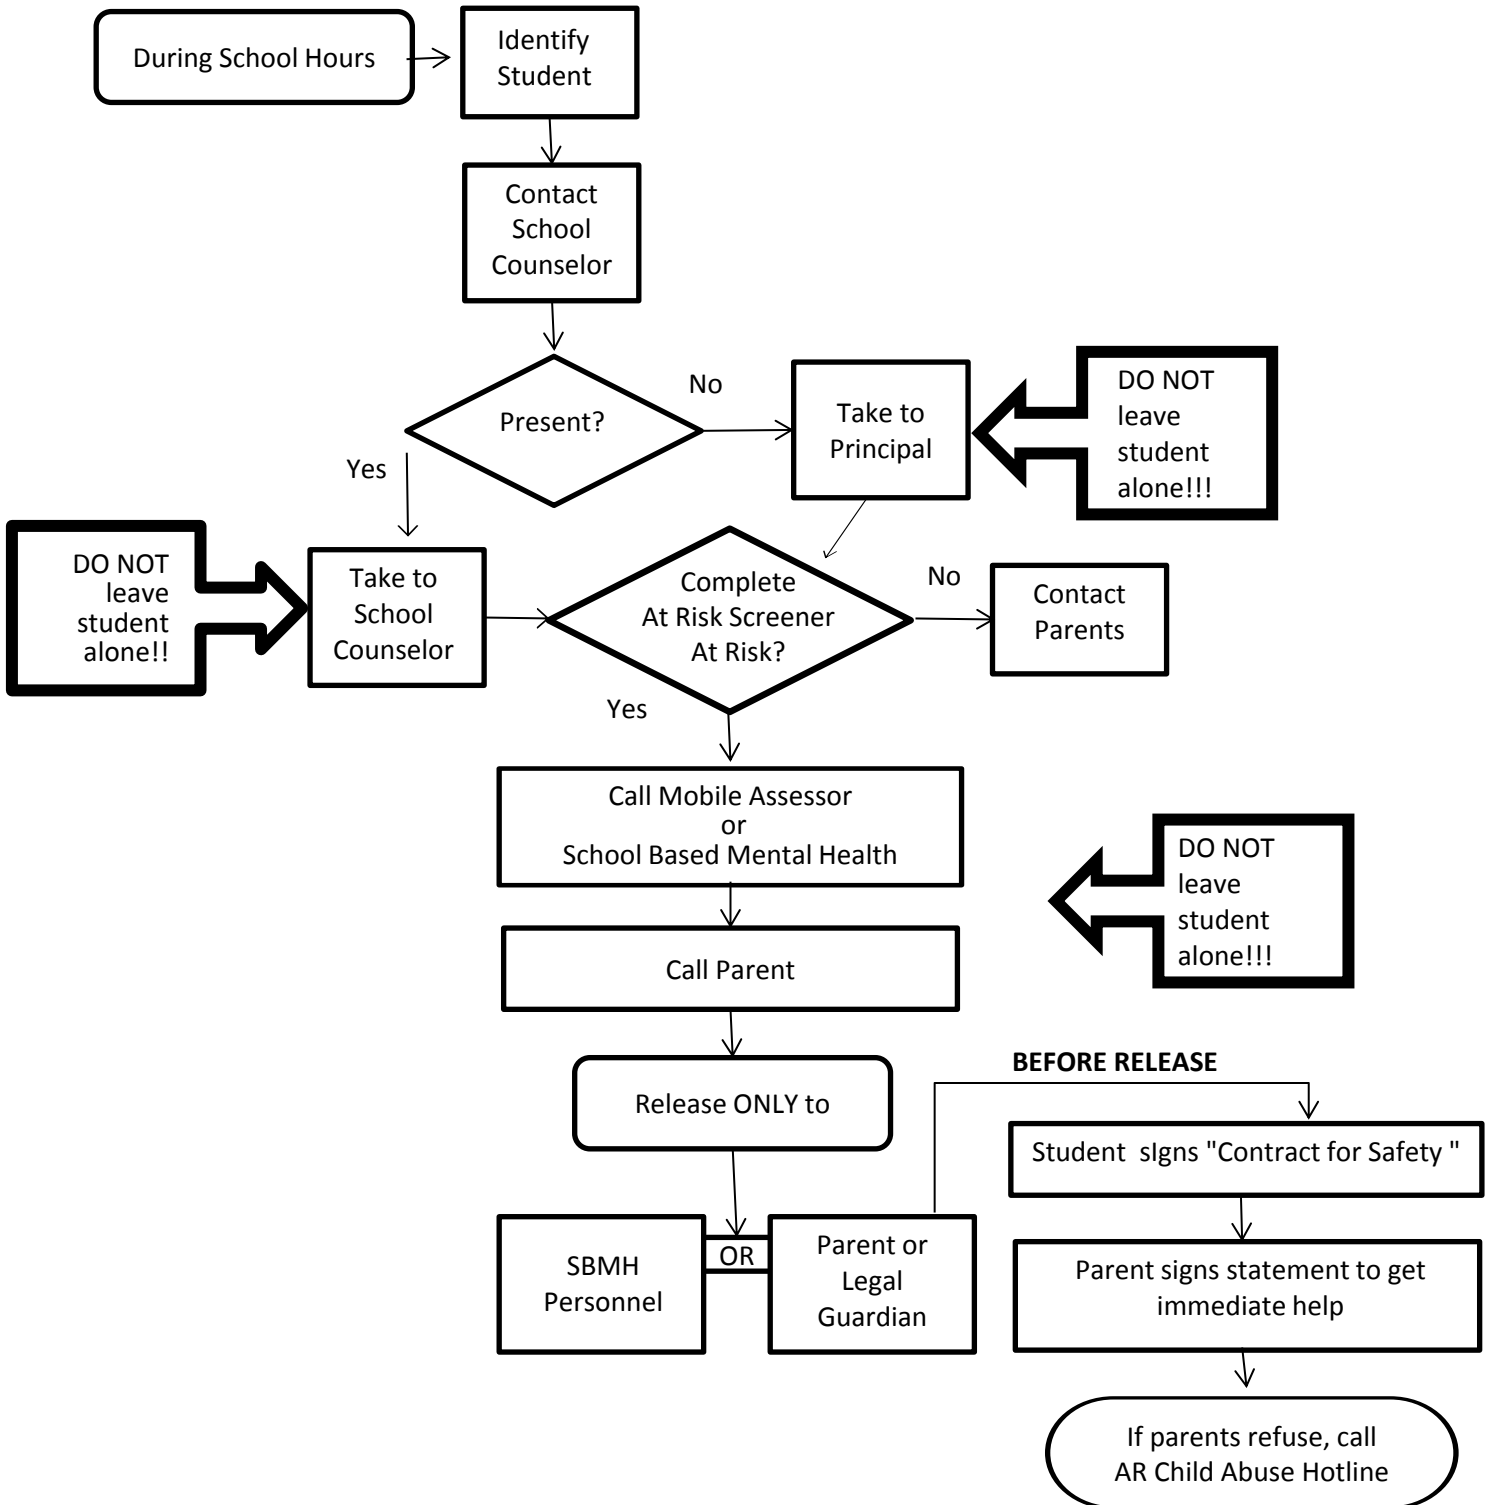 During School Hours
Identify
Student
Contact
School
Counselor
Present?
No
Yes
Take to
Principal
DO NOT
leave
student
alone!!!
DO NOT
leave
student
alone!!
Take to
School
Counselor
Complete
At Risk Screener
At Risk?
No
Contact
Parents
Yes
Call Mobile Assessor
or
School Based Mental Health
DO NOT
leave
student
alone!!!
Call Parent
Release ONLY to
BEFORE RELEASE
SBMH
Personnel
OR
Parent or
Legal
Guardian
Student sIgns "Contract for Safety "
Parent signs statement to get
immediate help
If parents refuse, call
AR Child Abuse Hotline